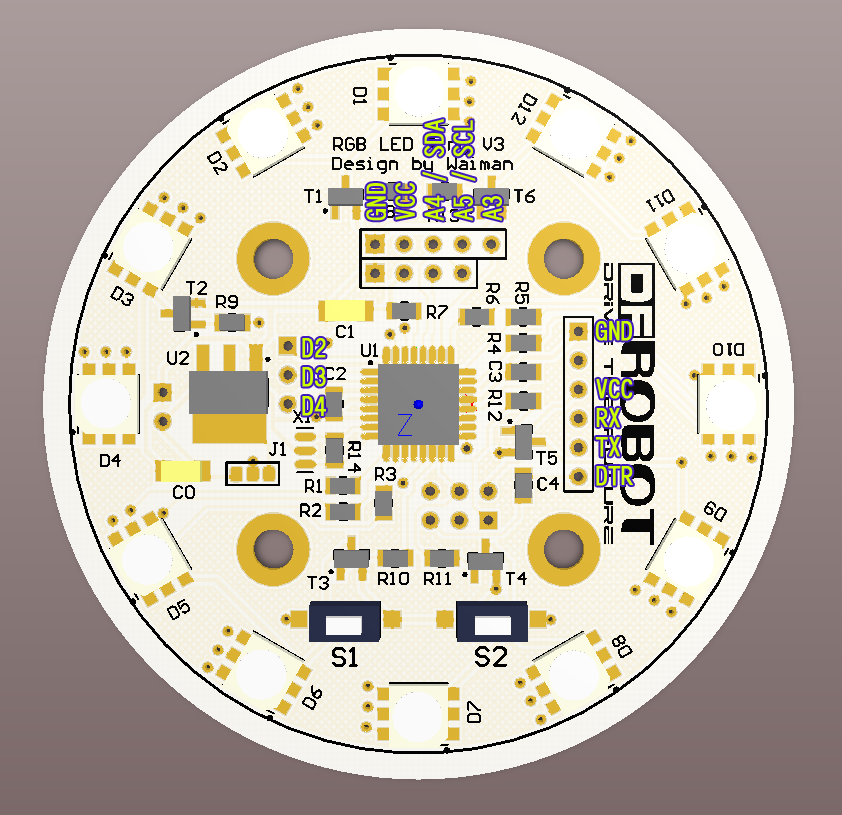 D1
D12
D2
RGB LED V3
Design by Waiman
T1
GND
VCC
A4 / SDA
A5 / SCL
A3
T6
D11
D3
T2
R9
C1
R7
R6
R5
U2
D2
D3
D4
U1
C2
X1
R4
C3
R12
GND
VCC
RX
TX
DTR
DFROBOT
D10
D4
J1
C0
R14
R1
R2
R3
T5
C4
D9
D5
T3
R10
R11
T4
S1
S2
D8
D6
D7
Z